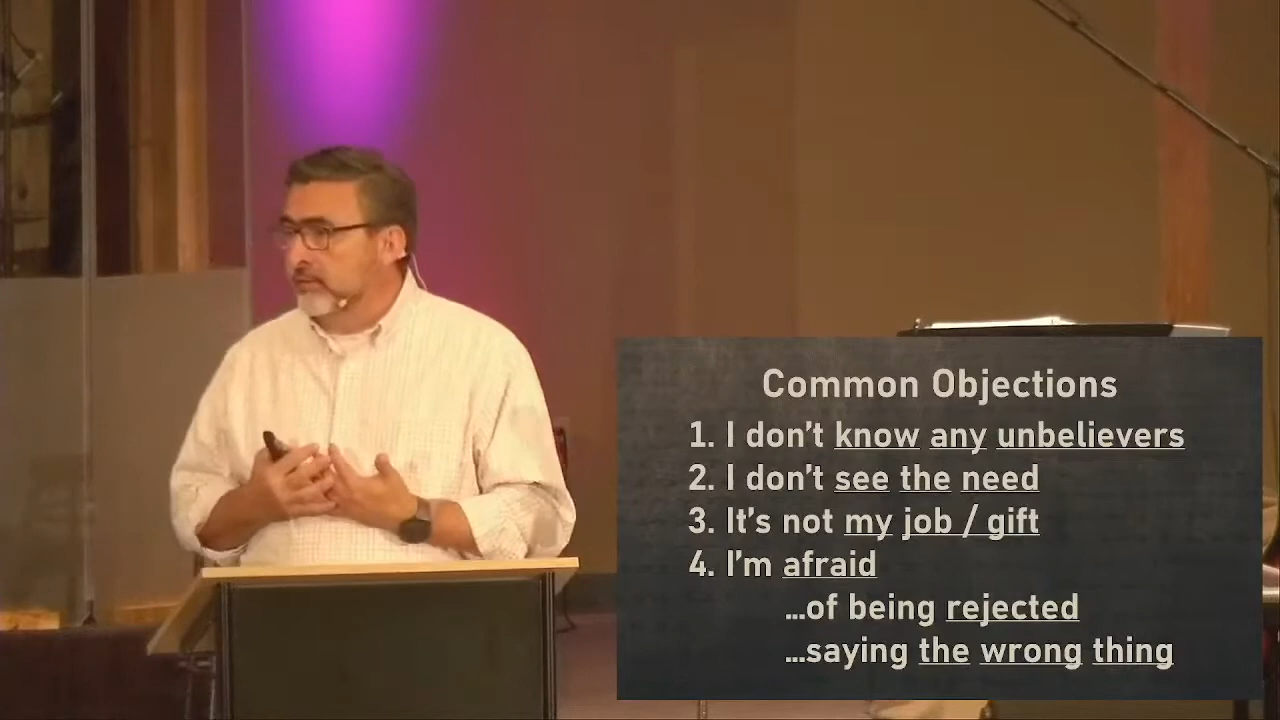 Common Objections
1. I don't know any unbelievers
2. I don't see the need
3. It's not my job / gift
4. I'm afraid
...of being rejected
...saying the wrong thing